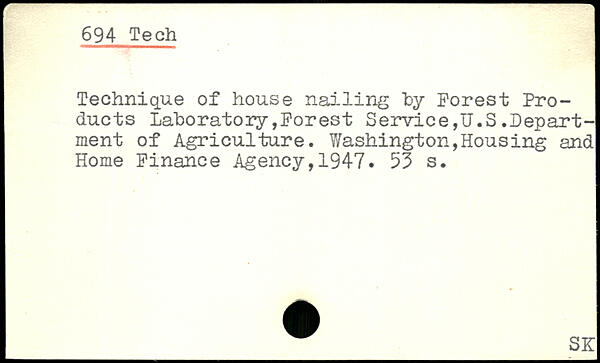 694 Tech
Technique of house nailing by Forest Pro-
ducts Laboratory,Forest Service,U.S.Depart-
ment of Agriculture. Washington,Housing and
Home Finance Agency,1947. 53 s.
SK